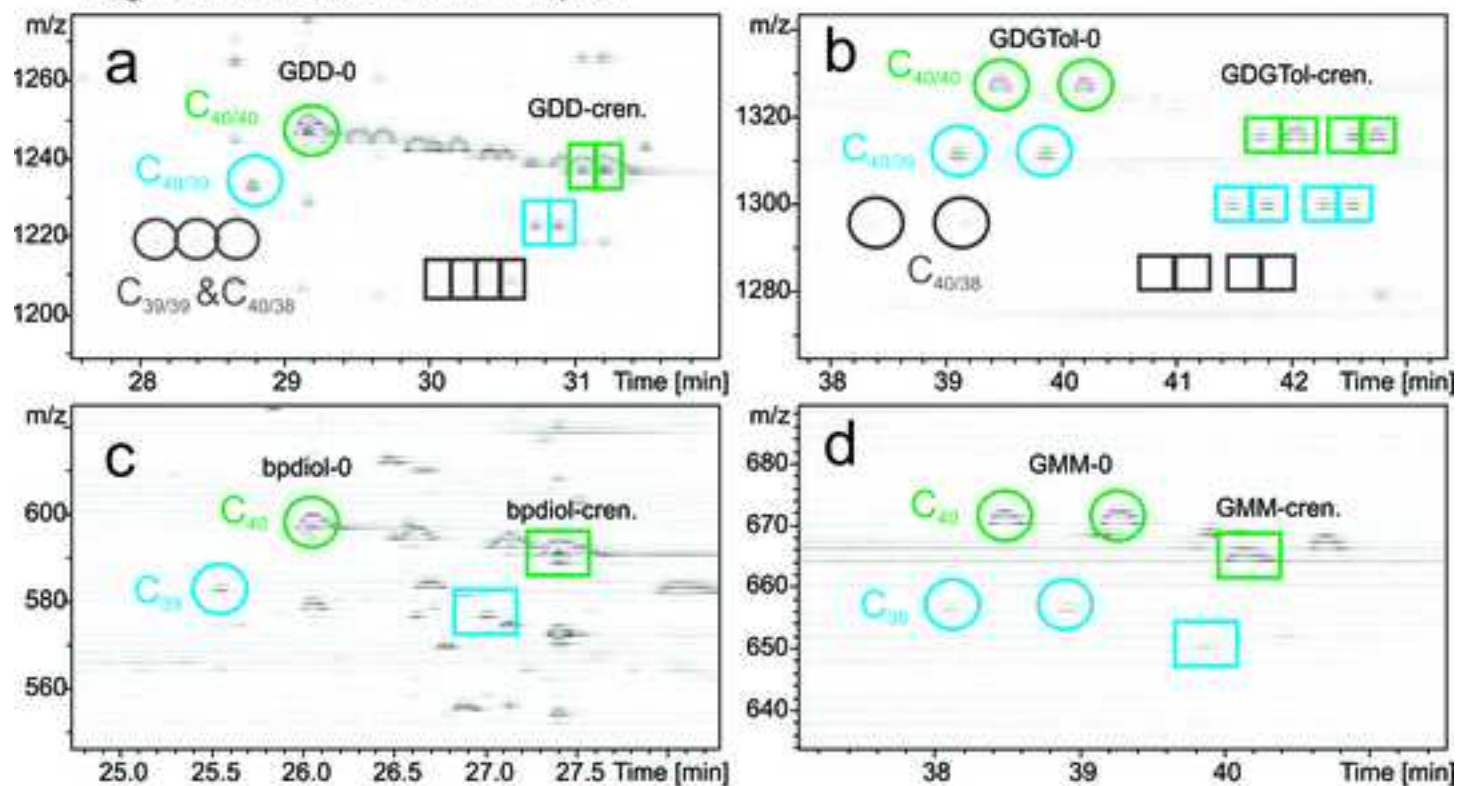 m/z
a
GDD-0
C40/40
GDD-cren.
C40/39
C39/39 & C40/38
1260
1240
1220
1200
28 29 30 31 Time [min]
m/z
b
GDGTol-0
C40/40
GDGTol-cren.
C40/39
C40/38
1320
1300
1280
38 39 40 41 42 Time [min]
m/z
c
bpdiol-0
C40
bpdiol-cren.
C39
600
580
560
25.0 25.5 26.0 26.5 27.0 27.5 Time [min]
m/z
d
GMM-0
C40
GMM-cren.
C39
680
670
660
650
640
38 39 40 Time [min]